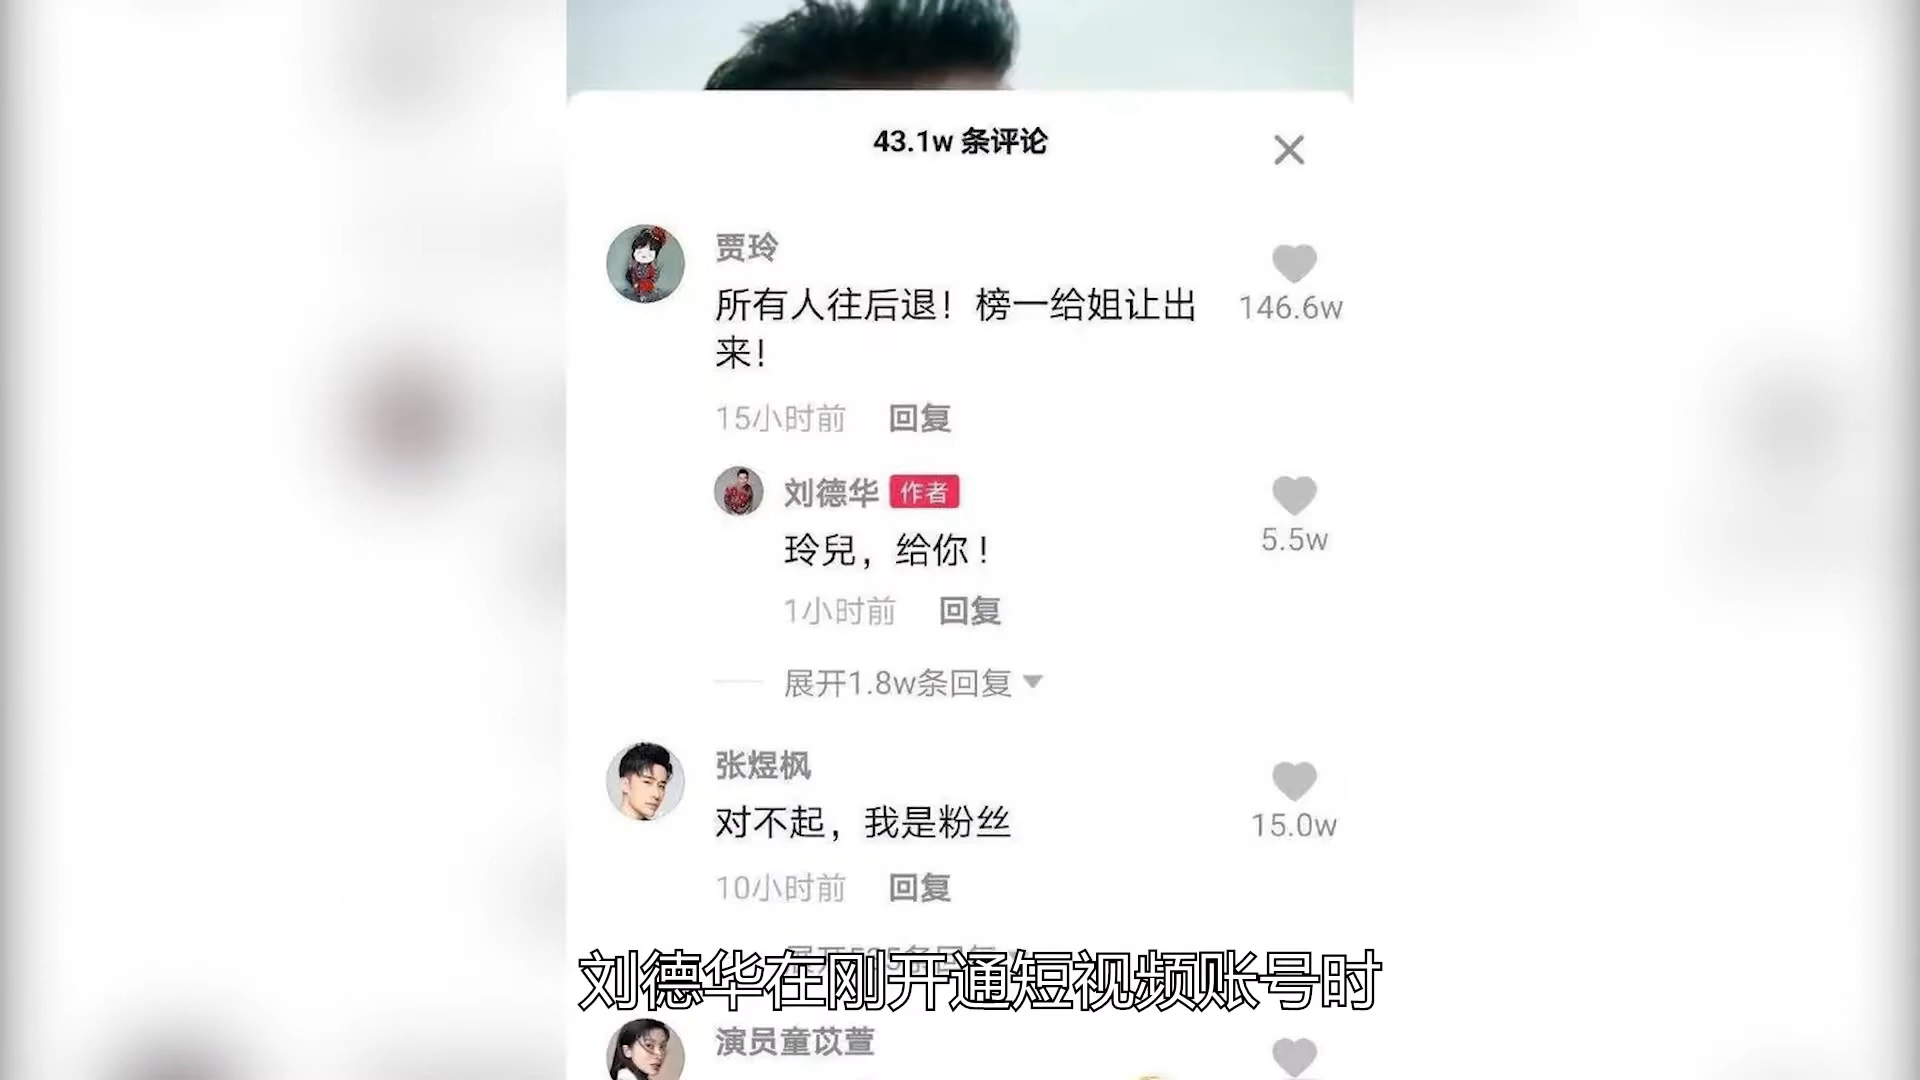 43.1w 条评论
贾玲
所有人往后退！榜一给姐让出
来！
146.6w
15小时前 回复
刘德华 作者
玲兒，给你！
5.5w
1小时前 回复
展开1.8w条回复
张煜枫
对不起，我是粉丝
15.0w
10小时前 回复
刘德华在刚开通短视频账号时
演员童苡萱